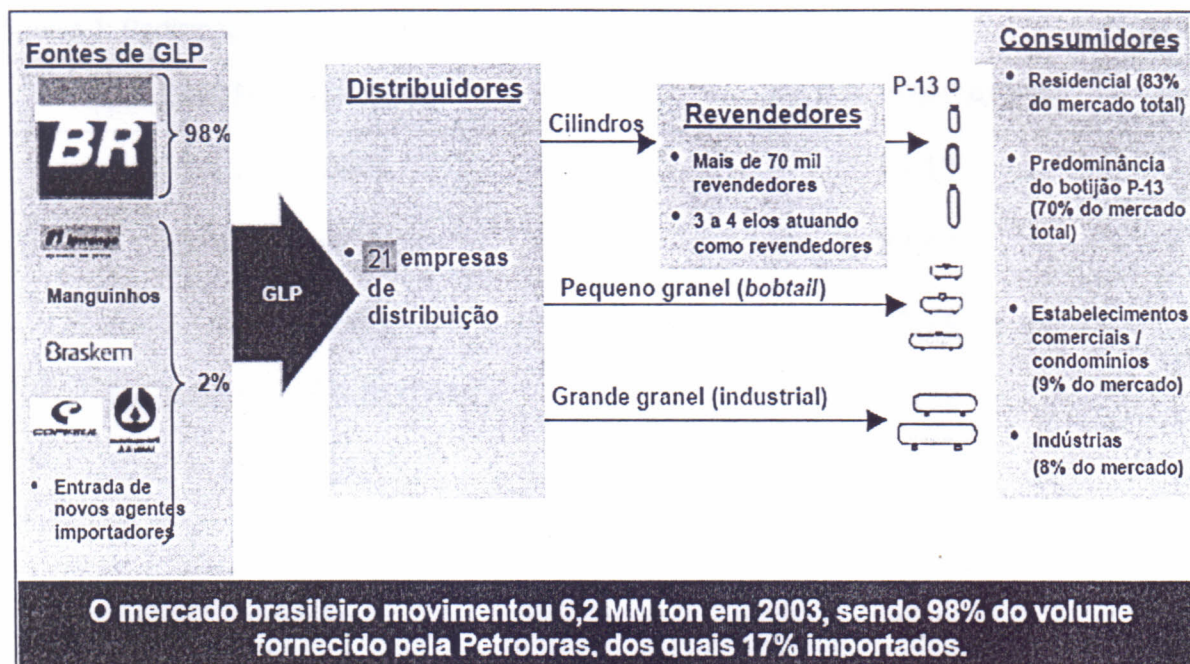 Fontes de GLP
BR
98%
Ipiranga
Manguinhos
Braskem
2%
COPESUL
• Entrada de
novos agentes
importadores
GLP
Distribuidores
• 21 empresas
de
distribuição
Cilindros
Revendedores
• Mais de 70 mil
revendedores
• 3 a 4 elos atuando
como revendedores
P-13
Pequeno granel (bobtail)
Grande granel (industrial)
Consumidores
• Residencial (83%
do mercado total)
• Predominância
do botijão P-13
(70% do mercado
total)
• Estabelecimentos
comerciais /
condomínios
(9% do mercado)
• Indústrias
(8% do mercado)
O mercado brasileiro movimentou 6,2 MM ton em 2003, sendo 98% do volume
fornecido pela Petrobras, dos quais 17% importados.